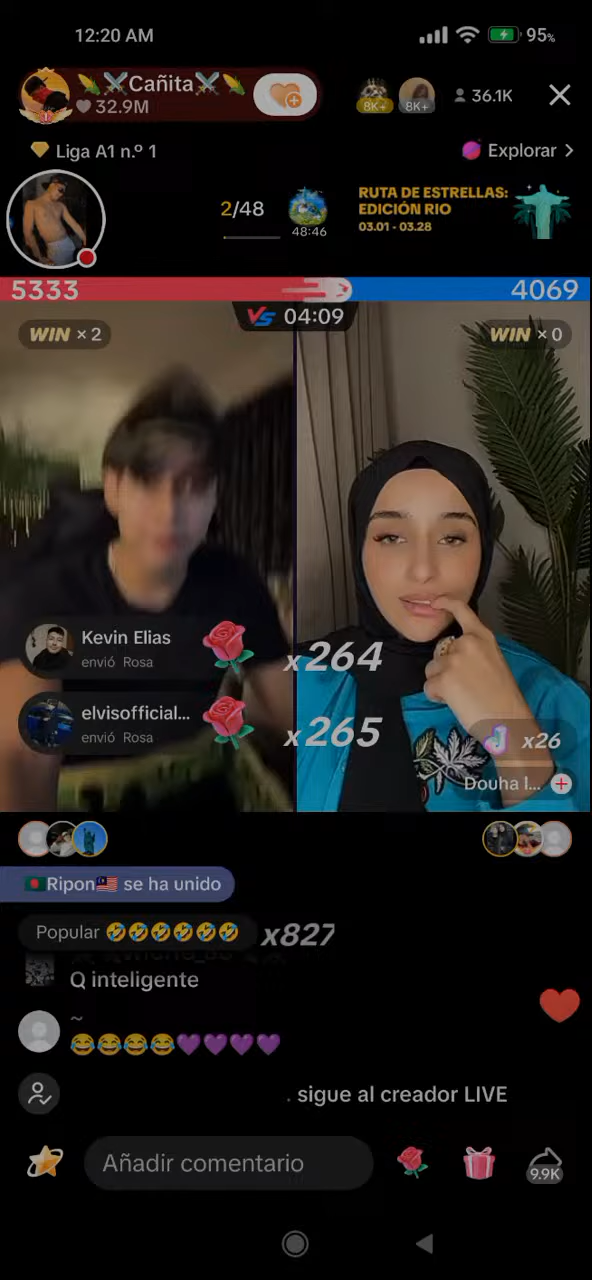 12:20 AM
95%
🌽⚔️Cañita⚔️🌽
32.9M
8K+
8K+
36.1K
Liga A1 n.º 1
Explorar >
2/48
48:46
RUTA DE ESTRELLAS:
EDICIÓN RIO
03.01 - 03.28
5333
4069
VS 04:09
WIN × 2
WIN × 0
Kevin Elias
envió Rosa
x264
elvisofficial...
envió Rosa
x265
x26
Douha l...
🇧🇩Ripon🇲🇾 se ha unido
Popular 🤣🤣🤣🤣🤣🤣 x827
Q inteligente
~
😂😂😂😂💜💜💜💜
. sigue al creador LIVE
Añadir comentario
9.9K